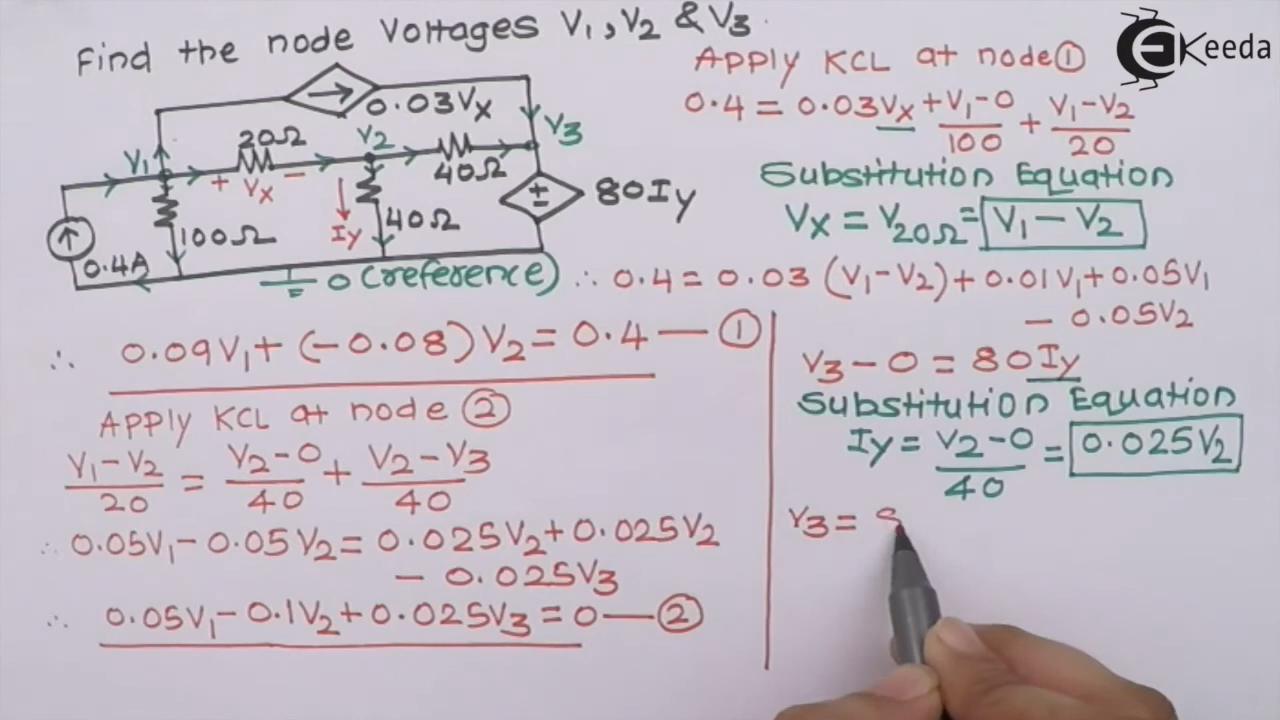 Find the node Voltages V1, V2 & V3.
Keeda
0.03Vx
20Ω
V1
V2
V3
+ Vx −
40Ω
100Ω
Iy
40Ω
80Iy
0.4A
0 (reference)
∴ 0.09V1 + (−0.08) V2 = 0.4 — ①
Apply KCL at node ②
V1 − V2 / 20 = V2 − 0 / 40 + V2 − V3 / 40
∴ 0.05V1 − 0.05V2 = 0.025V2 + 0.025V2
− 0.025V3
∴ 0.05V1 − 0.1V2 + 0.025V3 = 0 — ②
Apply KCL at node ①
0.4 = 0.03Vx + V1 − 0 / 100 + V1 − V2 / 20
Substitution Equation
Vx = V20Ω = V1 − V2
∴ 0.4 = 0.03 (V1 − V2) + 0.01V1 + 0.05V1
− 0.05V2
V3 − 0 = 80Iy
Substitution Equation
Iy = V2 − 0 / 40 = 0.025V2
V3 =